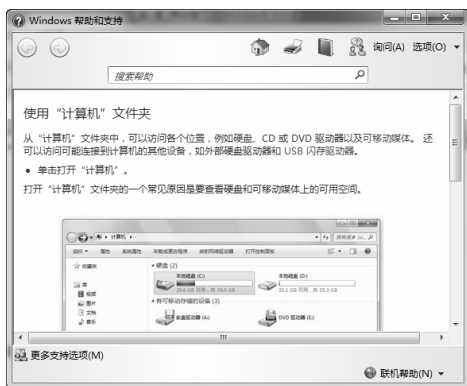 Windows 帮助和支持
询问(A) 选项(O)
搜索帮助
使用“计算机”文件夹
从“计算机”文件夹中，可以访问各个位置，例如硬盘、CD 或 DVD 驱动器以及可移动媒体。 还
可以访问可能连接到计算机的其他设备，如外部硬盘驱动器和 USB 闪存驱动器。
• 单击打开“计算机”。
打开“计算机”文件夹的一个常见原因是要查看硬盘和可移动媒体上的可用空间。
计算机
组织 属性 系统属性 卸载或更改程序 映射网络驱动器 打开控制面板
收藏夹
硬盘 (2)
本地磁盘 (C:)
本地磁盘 (D:)
库
视频
图片
文档
音乐
有可移动存储的设备 (3)
软盘驱动器 (A:)
DVD 驱动器 (E:)
更多支持选项(M)
联机帮助(N)